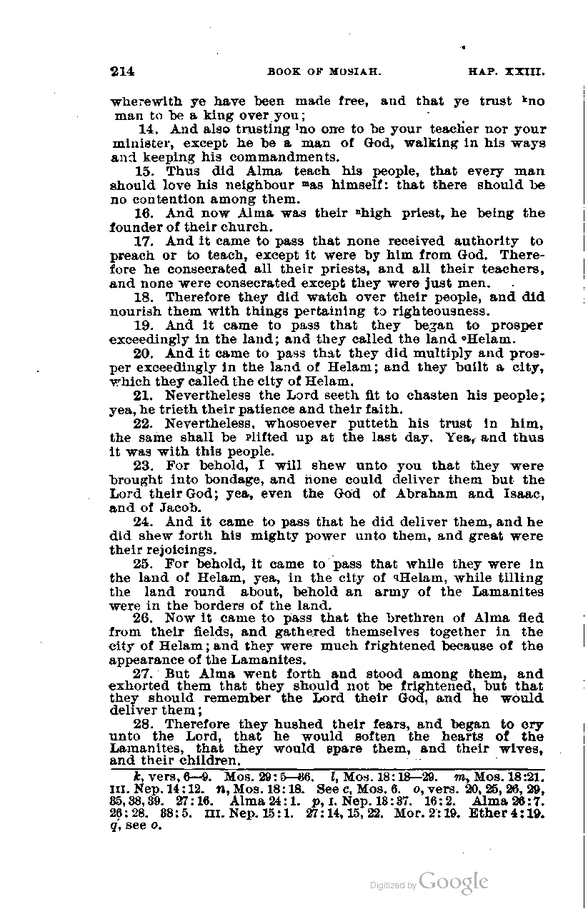 214 BOOK OF MOSIAH. HAP. XXIII.
wherewith ye have been made free, and that ye trust ᵏno
man to be a king over you;
14. And also trusting ˡno one to be your teacher nor your
minister, except he be a man of God, walking in his ways
and keeping his commandments.
15. Thus did Alma teach his people, that every man
should love his neighbour ᵐas himself: that there should be
no contention among them.
16. And now Alma was their ⁿhigh priest, he being the
founder of their church.
17. And it came to pass that none received authority to
preach or to teach, except it were by him from God. There-
fore he consecrated all their priests, and all their teachers,
and none were consecrated except they were just men.
18. Therefore they did watch over their people, and did
nourish them with things pertaining to righteousness.
19. And it came to pass that they began to prosper
exceedingly in the land; and they called the land ᵒHelam.
20. And it came to pass that they did multiply and pros-
per exceedingly in the land of Helam; and they built a city,
which they called the city of Helam.
21. Nevertheless the Lord seeth fit to chasten his people;
yea, he trieth their patience and their faith.
22. Nevertheless, whosoever putteth his trust in him,
the same shall be ᵖlifted up at the last day. Yea, and thus
it was with this people.
23. For behold, I will shew unto you that they were
brought into bondage, and none could deliver them but the
Lord their God; yea, even the God of Abraham and Isaac,
and of Jacob.
24. And it came to pass that he did deliver them, and he
did shew forth his mighty power unto them, and great were
their rejoicings.
25. For behold, it came to pass that while they were in
the land of Helam, yea, in the city of qHelam, while tilling
the land round about, behold an army of the Lamanites
were in the borders of the land.
26. Now it came to pass that the brethren of Alma fled
from their fields, and gathered themselves together in the
city of Helam; and they were much frightened because of the
appearance of the Lamanites.
27. But Alma went forth and stood among them, and
exhorted them that they should not be frightened, but that
they should remember the Lord their God, and he would
deliver them;
28. Therefore they hushed their fears, and began to cry
unto the Lord, that he would soften the hearts of the
Lamanites, that they would spare them, and their wives,
and their children.
k, vers, 6—9. Mos. 29:5—36. l, Mos. 18:18—29. m, Mos. 18:21.
III. Nep. 14:12. n, Mos. 18:18. See c, Mos. 6. o, vers. 20, 25, 26, 29,
35, 38, 39. 27:16. Alma 24:1. p, I. Nep. 13:37. 16:2. Alma 26:7.
26:28. 38:5. III. Nep. 15:1. 27:14, 15, 22. Mor. 2:19. Ether 4:19.
q, see o.
Digitized by Google